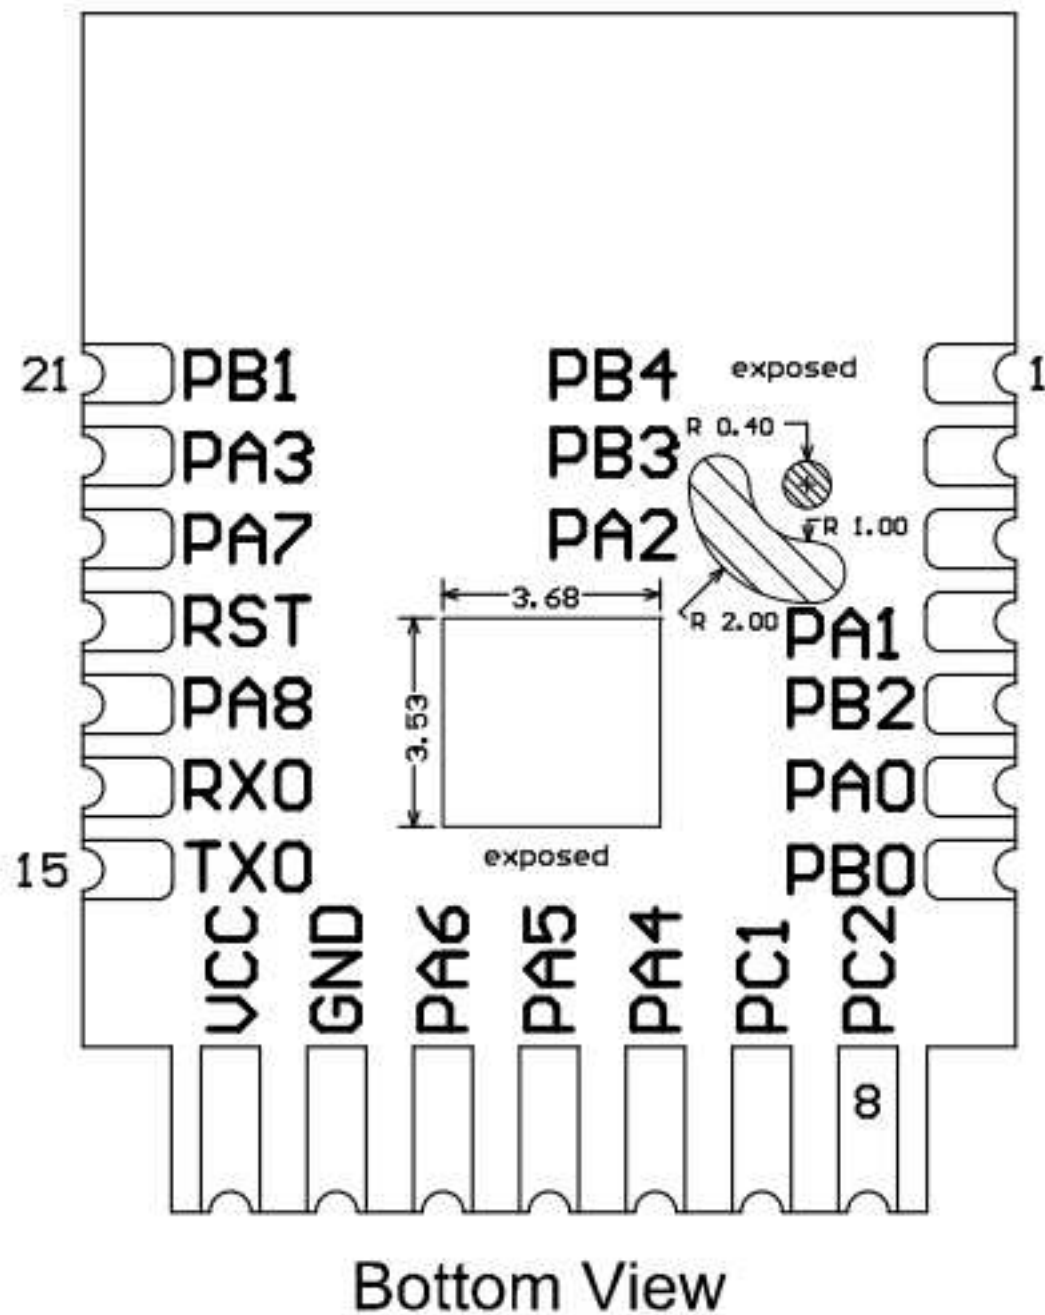 21
PB1
PB4
exposed
1
R 0.40
PA3
PB3
PA7
PA2
R 1.00
3.68
R 2.00
RST
PA1
PA8
3.53
PB2
RX0
PA0
15
TX0
exposed
PB0
VCC
GND
PA6
PA5
PA4
PC1
PC2
8
Bottom View